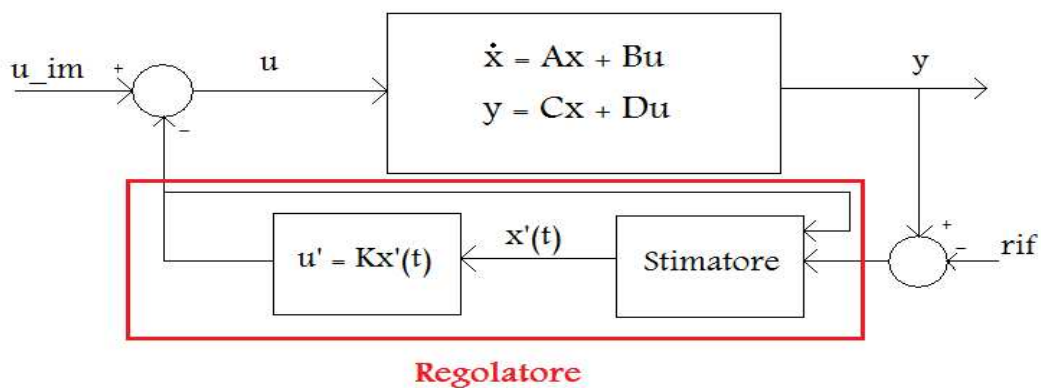 u_im
+
−
u
ẋ = Ax + Bu
y = Cx + Du
y
u' = Kx'(t)
x'(t)
Stimatore
+
−
rif
Regolatore